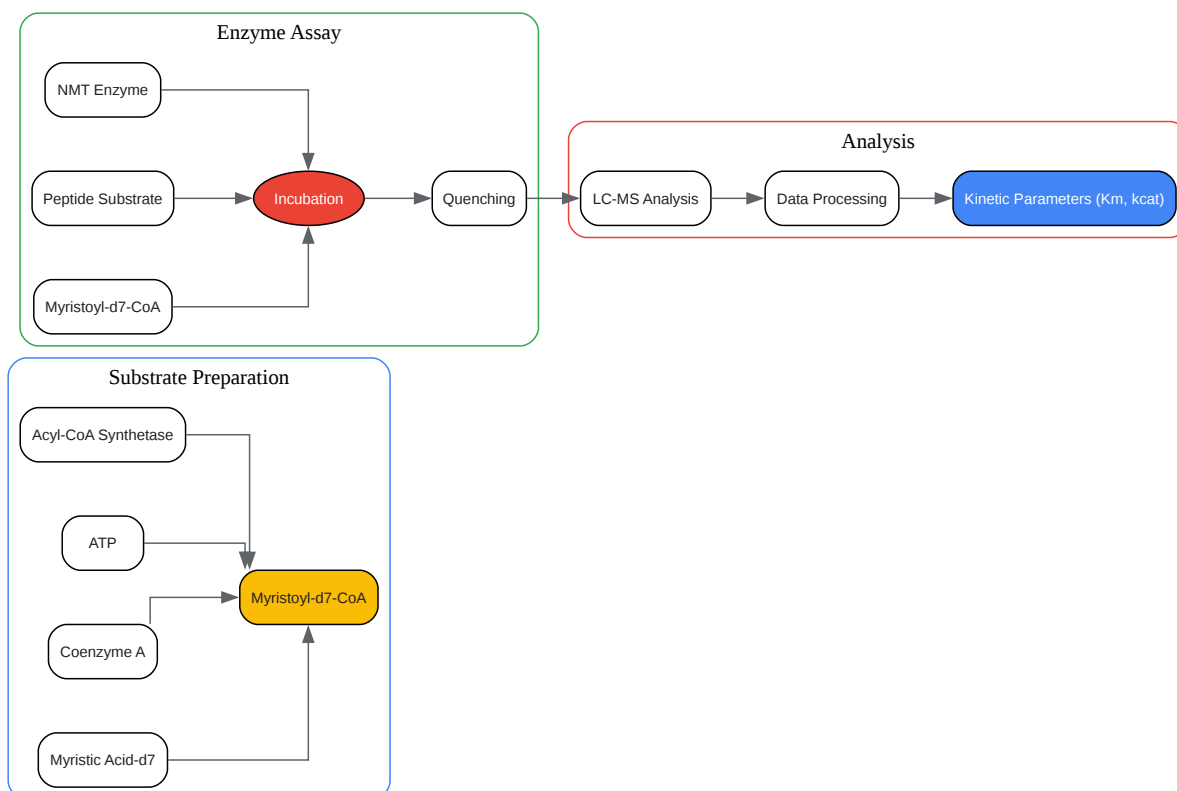 Enzyme Assay
NMT Enzyme
Peptide Substrate
Incubation
Quenching
Myristoyl-d7-CoA
Analysis
LC-MS Analysis
Data Processing
Kinetic Parameters (Km, kcat)
Substrate Preparation
Acyl-CoA Synthetase
ATP
Myristoyl-d7-CoA
Coenzyme A
Myristic Acid-d7